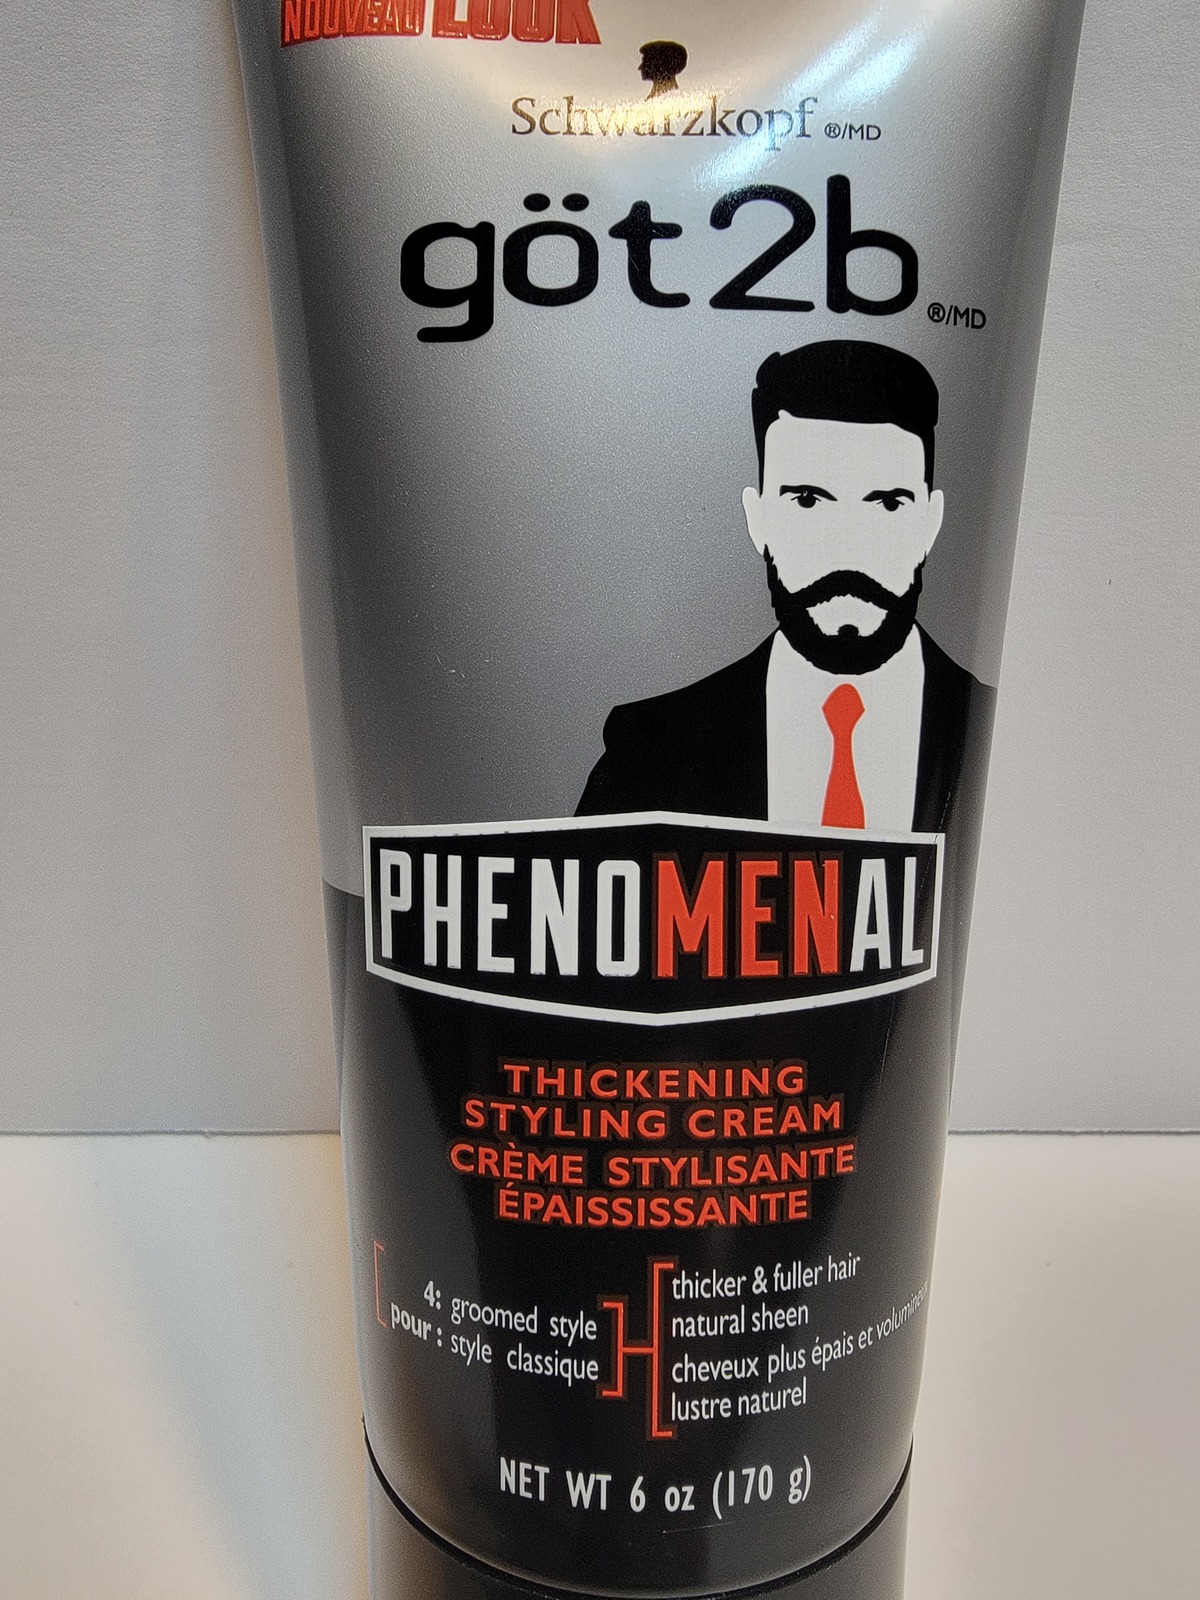 NOUVEAU LOOK
Schwarzkopf ®/MD
göt2b ®/MD
PHENOMENAL
THICKENING
STYLING CREAM
CRÈME STYLISANTE
ÉPAISSISSANTE
4: groomed style
pour : style classique
thicker & fuller hair
natural sheen
cheveux plus épais et volumineux
lustre naturel
NET WT 6 oz (170 g)